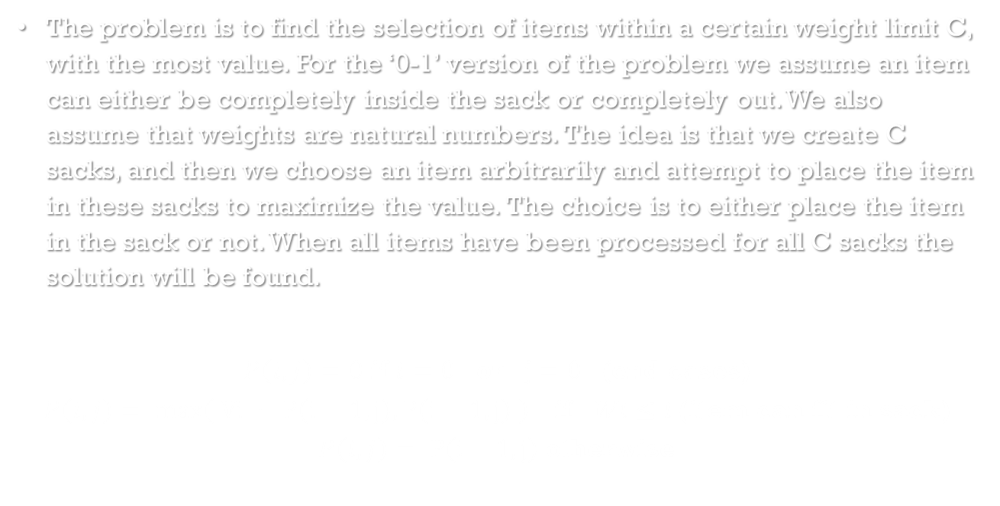 • The problem is to find the selection of items within a certain weight limit C,
with the most value. For the ‘0-1’ version of the problem we assume an item
can either be completely inside the sack or completely out. We also
assume that weights are natural numbers. The idea is that we create C
sacks, and then we choose an item arbitrarily and attempt to place the item
in these sacks to maximize the value. The choice is to either place the item
in the sack or not. When all items have been processed for all C sacks the
solution will be found.